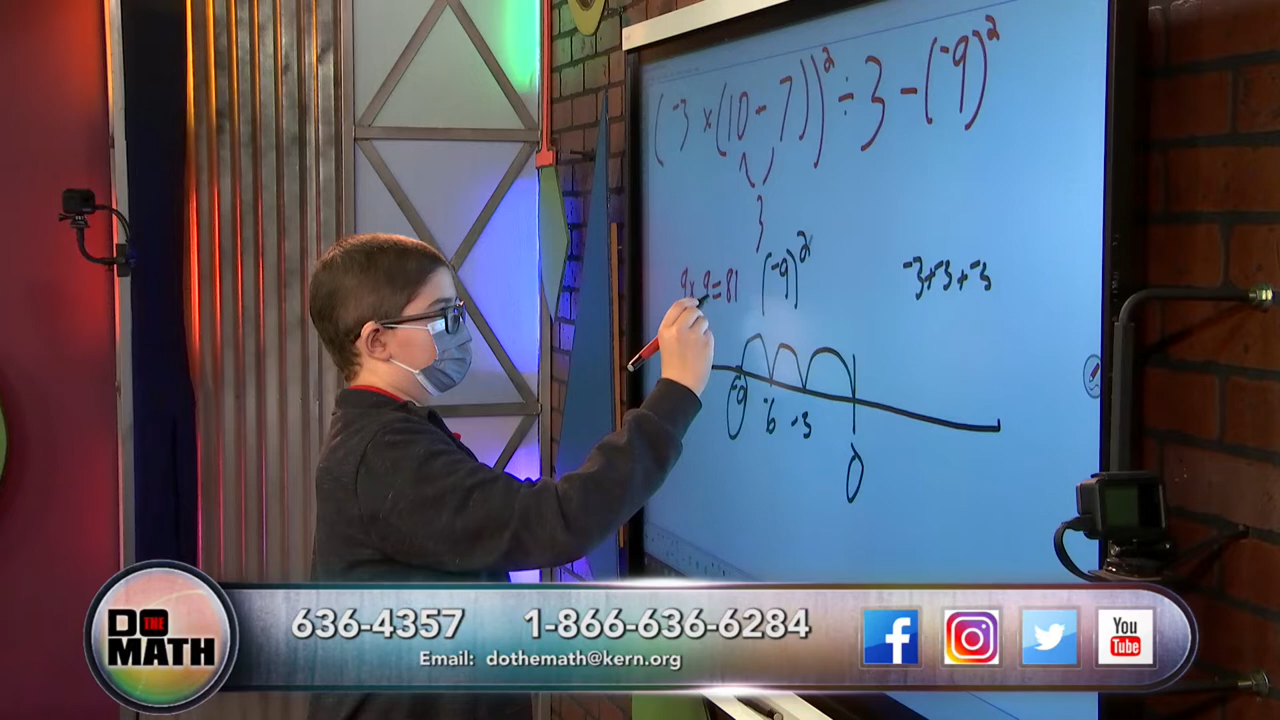 (-3 × (10 - 7))² ÷ 3 - (-9)²
3
9 × 9 = 81
(-9)²
-3 + -3 + -3
-9 -6 -3
0
DO THE MATH
636-4357 1-866-636-6284
Email: dothemath@kern.org
f
You Tube